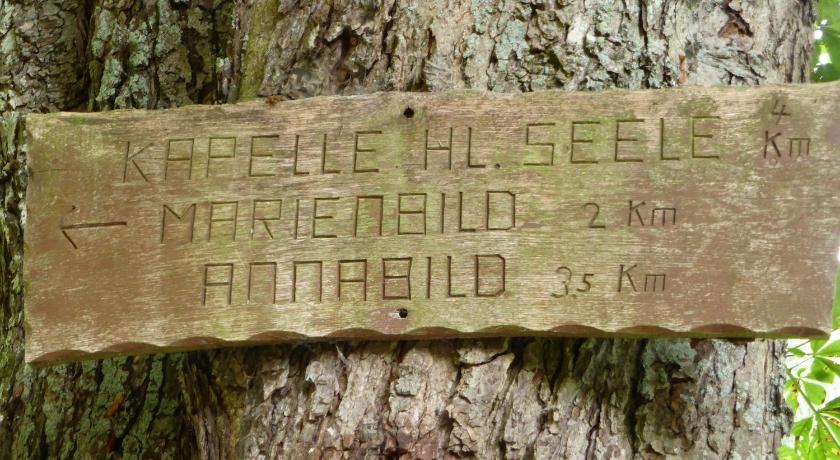 KAPELLE HL. SEELE 4 Km
← MARIENBILD 2 Km
ANNABILD 3.5 Km